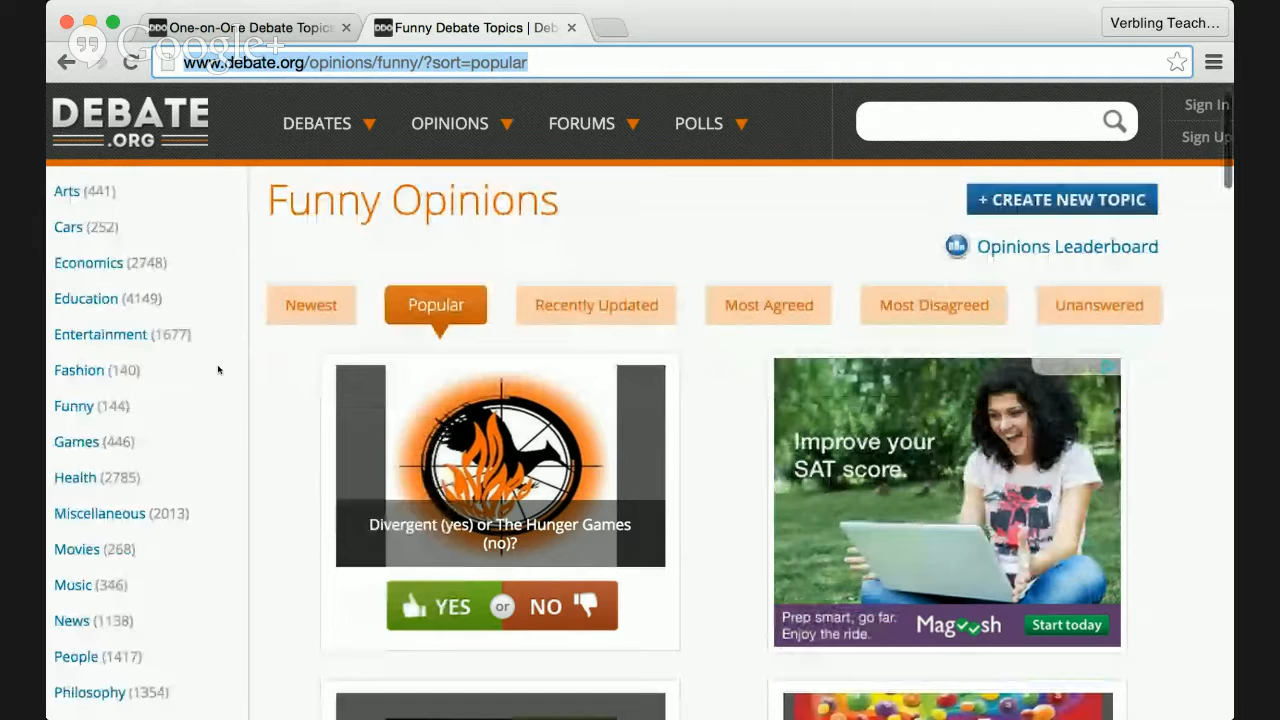 One-on-One Debate Topics
Funny Debate Topics | Deb
Verbling Teach...
Google+
www.debate.org/opinions/funny/?sort=popular
DEBATE
.ORG
DEBATES
OPINIONS
FORUMS
POLLS
Sign In
Sign Up
Arts (441)
Cars (252)
Economics (2748)
Education (4149)
Entertainment (1677)
Fashion (140)
Funny (144)
Games (446)
Health (2785)
Miscellaneous (2013)
Movies (268)
Music (346)
News (1138)
People (1417)
Philosophy (1354)
Funny Opinions
+ CREATE NEW TOPIC
Opinions Leaderboard
Newest
Popular
Recently Updated
Most Agreed
Most Disagreed
Unanswered
Divergent (yes) or The Hunger Games
(no)?
YES or NO
Improve your
SAT score.
Prep smart, go far.
Enjoy the ride.
Magoosh
Start today